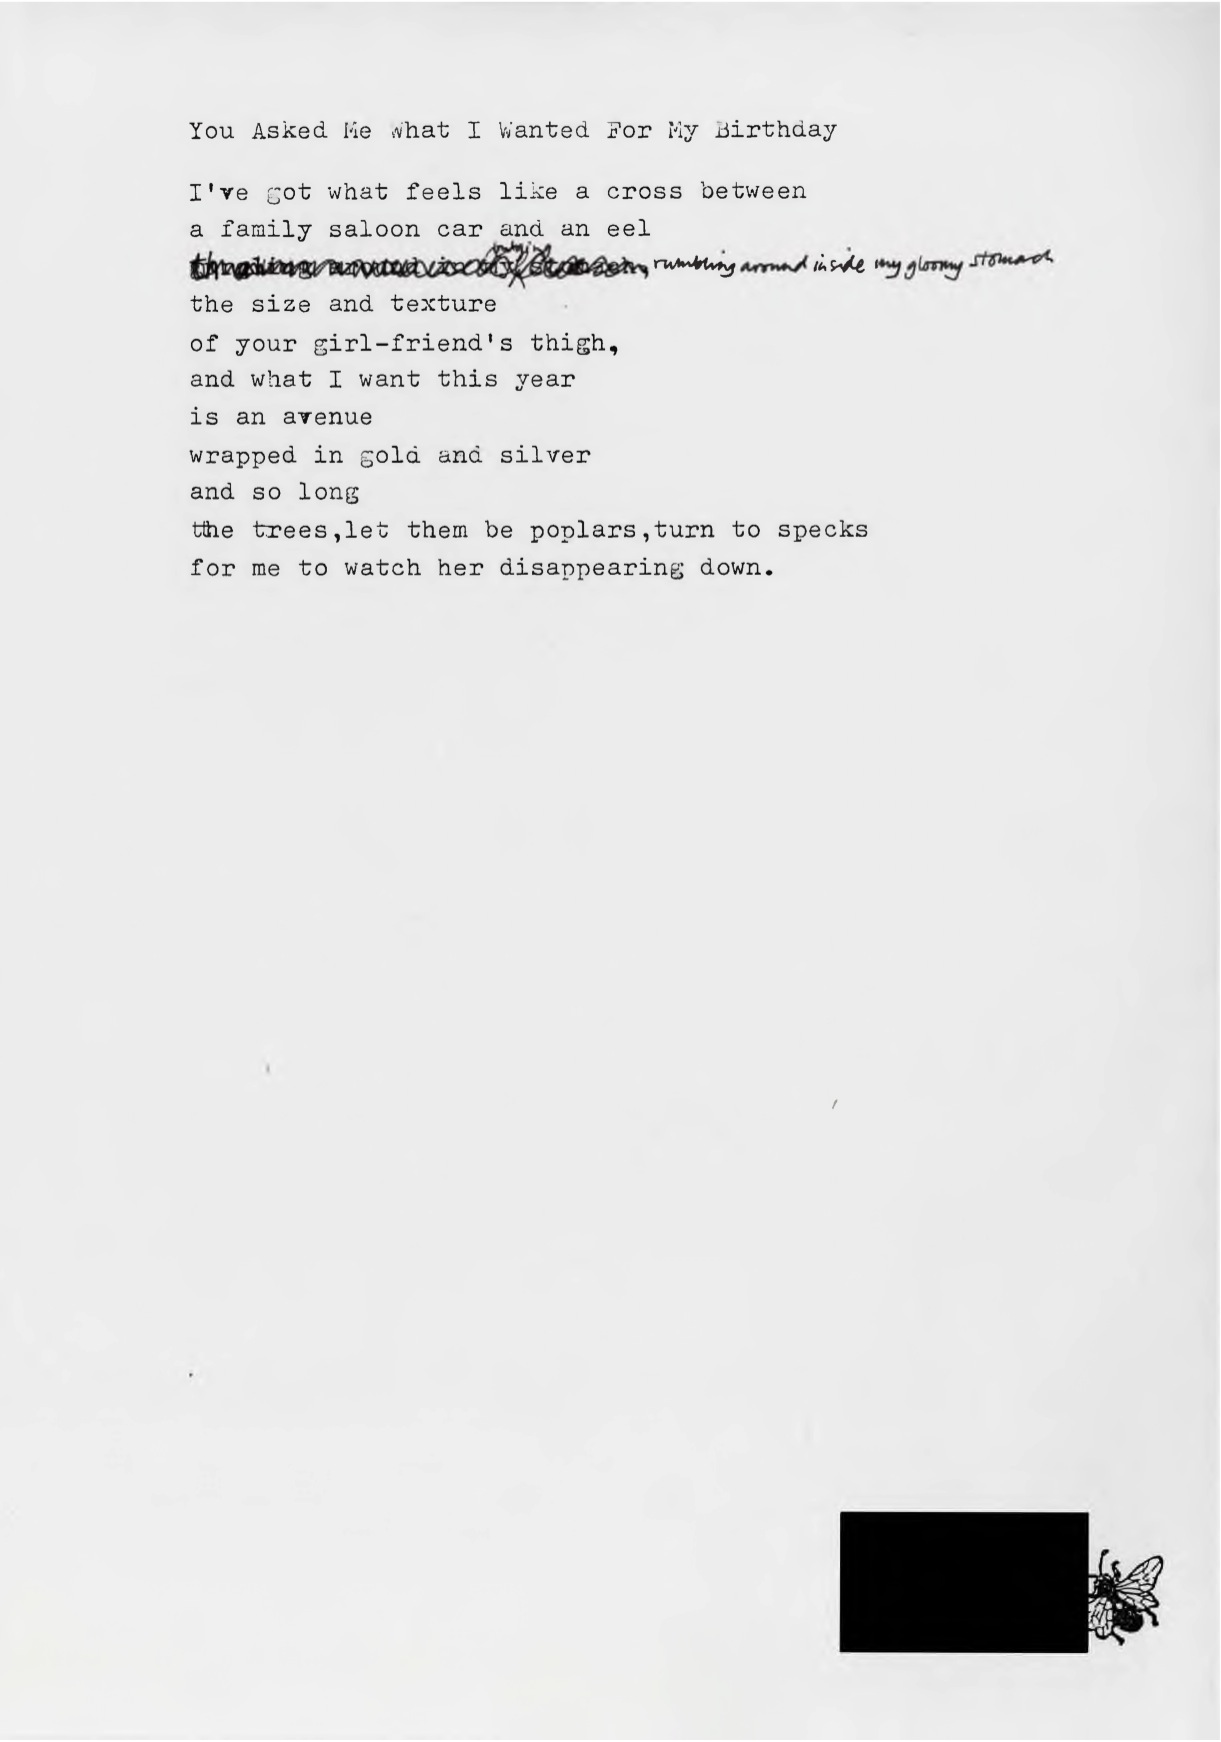 You Asked Me What I Wanted For My Birthday
I've got what feels like a cross between
a family saloon car and an eel
rumbling around inside my gloomy stomach
the size and texture
of your girl-friend's thigh,
and what I want this year
is an avenue
wrapped in gold and silver
and so long
the trees,let them be poplars,turn to specks
for me to watch her disappearing down.